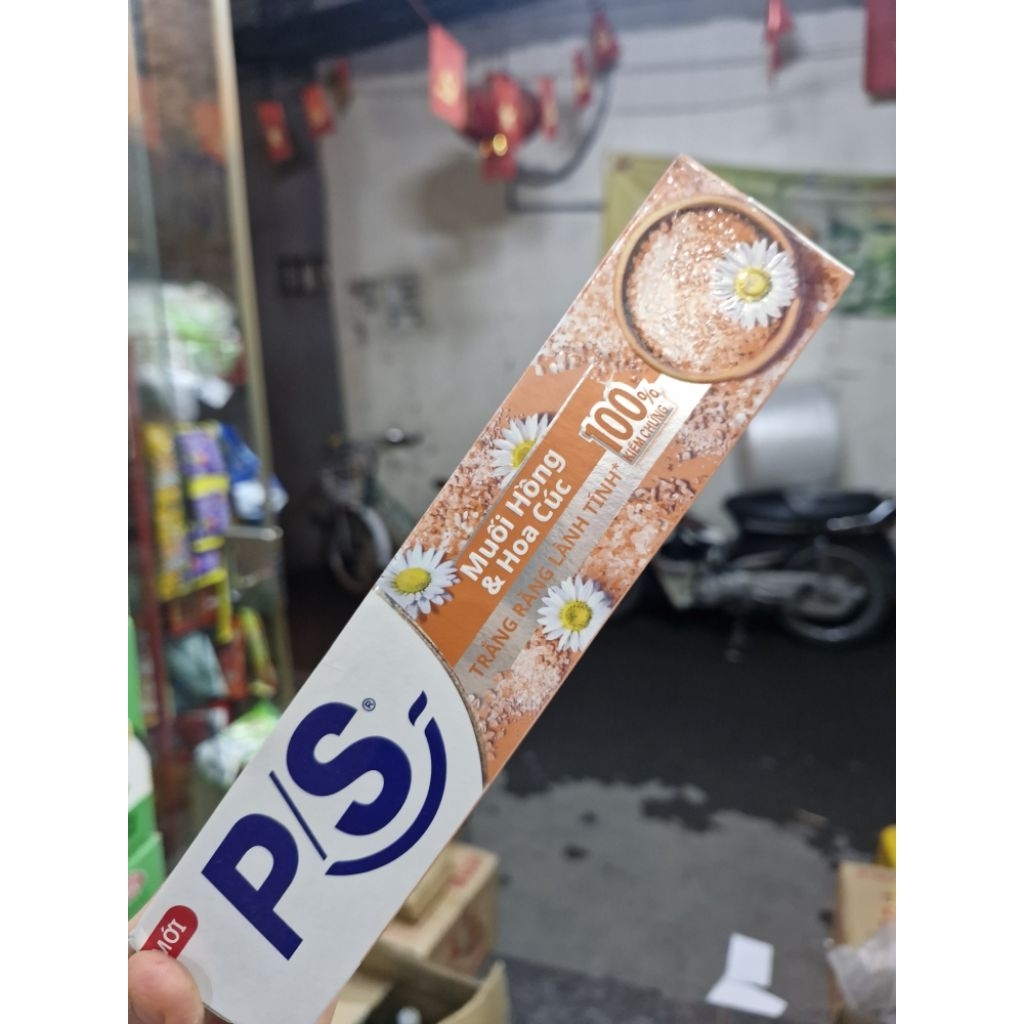 MỚI
P/S®
Muối Hồng
& Hoa Cúc
TRẮNG RĂNG LÀNH TÍNH*
100%
KIỂM CHỨNG